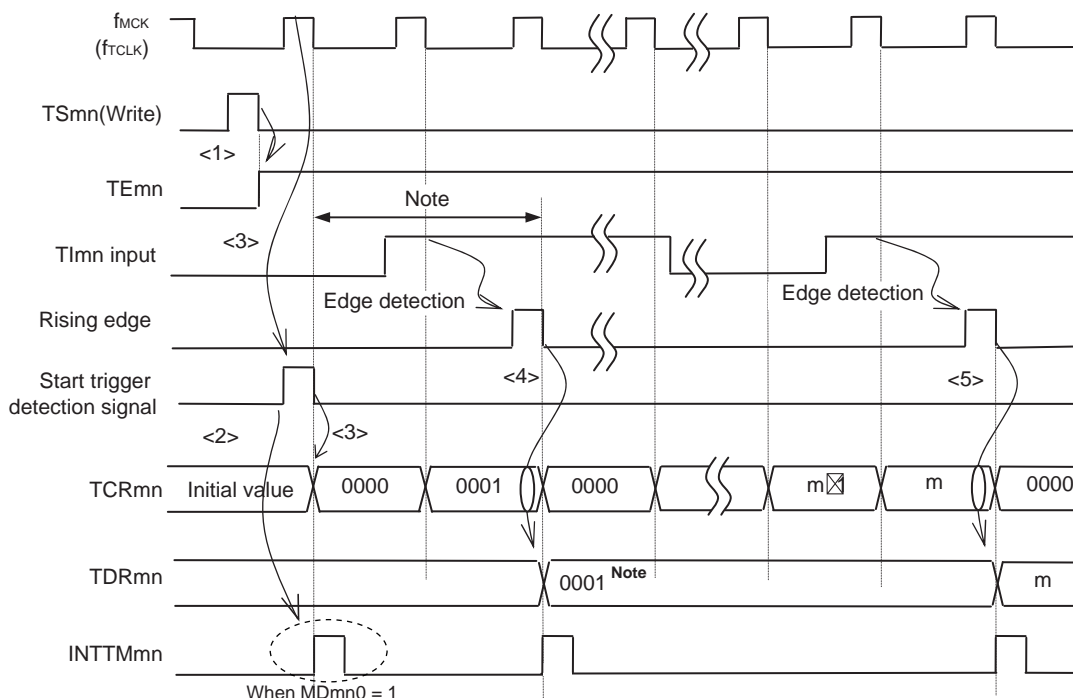 fMCK
(fTCLK)
TSmn(Write)
<1>
TEmn
Note
<3>
TImn input
Edge detection
Edge detection
Rising edge
<4>
<5>
Start trigger
detection signal
<2>
<3>
TCRmn
Initial value
0000
0001
0000
m☒1
m
0000
TDRmn
0001 Note
m
INTTMmn
When MDmn0 = 1